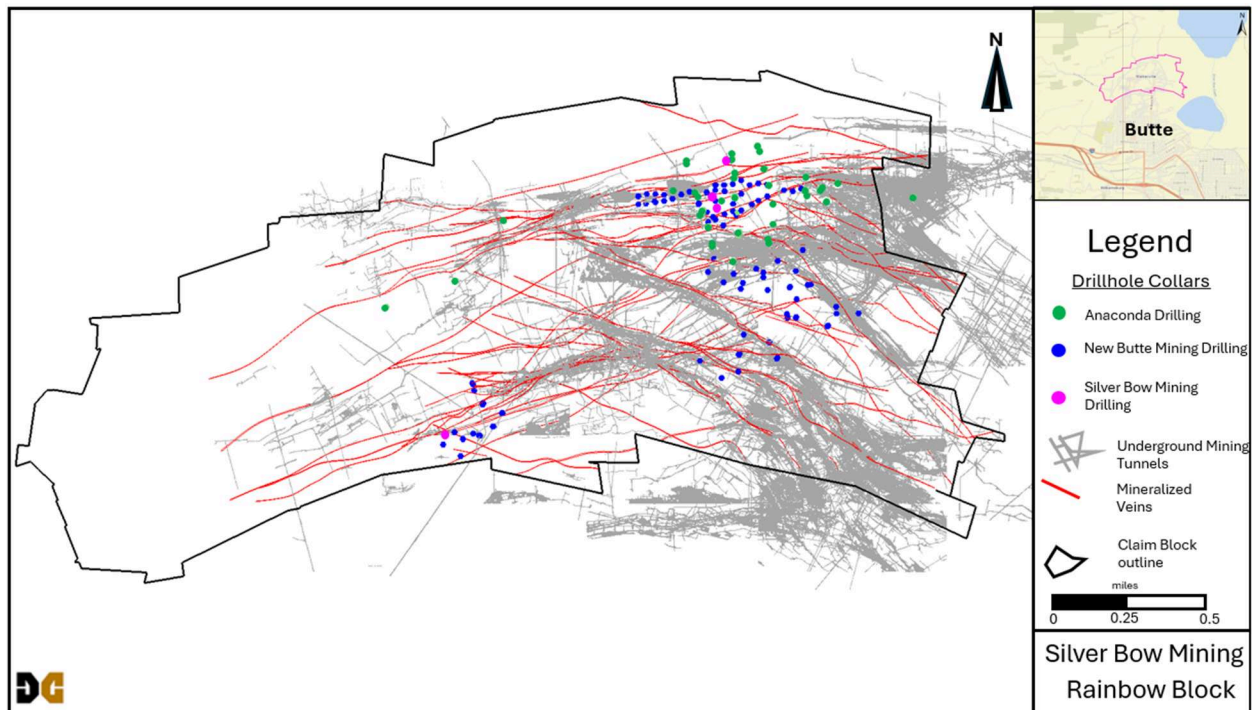 N
N
Butte
Legend
Drillhole Collars
Anaconda Drilling
New Butte Mining Drilling
Silver Bow Mining
Drilling
Underground Mining
Tunnels
Mineralized
Veins
Claim Block
outline
miles
0 0.25 0.5
Silver Bow Mining
Rainbow Block